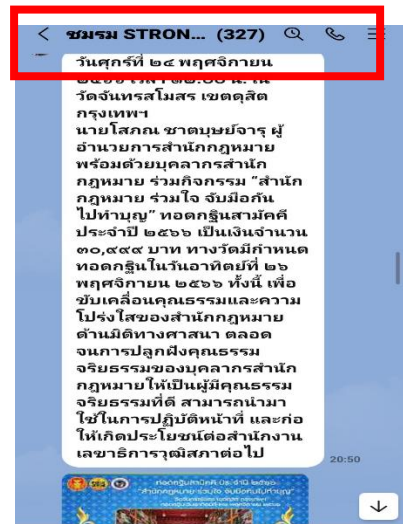 ชมรม STRON... (327)
วันศุกร์ที่ ๒๔ พฤศจิกายน
วัดจันทรสโมสร เขตดุสิต
กรุงเทพฯ
นายโสภณ ชาตบุษย์จารุ ผู้
อำนวยการสำนักกฎหมาย
พร้อมด้วยบุคลากรสำนัก
กฎหมาย ร่วมกิจกรรม “สำนัก
กฎหมาย ร่วมใจ จับมือกัน
ไปทำบุญ” ทอดกฐินสามัคคี
ประจำปี ๒๕๖๖ เป็นเงินจำนวน
๓๐,๙๙๙ บาท ทางวัดมีกำหนด
ทอดกฐินในวันอาทิตย์ที่ ๒๖
พฤศจิกายน ๒๕๖๖ ทั้งนี้ เพื่อ
ขับเคลื่อนคุณธรรมและความ
โปร่งใสของสำนักกฎหมาย
ด้านมิติทางศาสนา ตลอด
จนการปลูกฝังคุณธรรม
จริยธรรมของบุคลากรสำนัก
กฎหมายให้เป็นผู้มีคุณธรรม
จริยธรรมที่ดี สามารถนำมา
ใช้ในการปฏิบัติหน้าที่ และก่อ
ให้เกิดประโยชน์ต่อสำนักงาน
เลขาธิการวุฒิสภาต่อไป
20:50